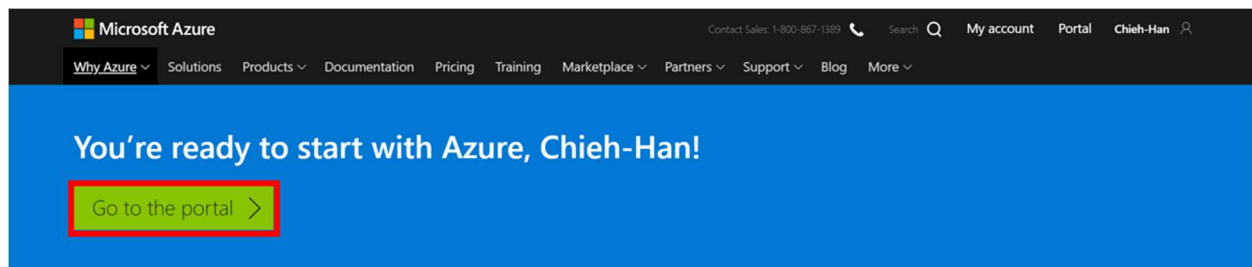 Microsoft Azure Contact Sales: 1-800-867-1389 Search My account Portal Chieh-Han
Why Azure Solutions Products Documentation Pricing Training Marketplace Partners Support Blog More
You're ready to start with Azure, Chieh-Han!
Go to the portal